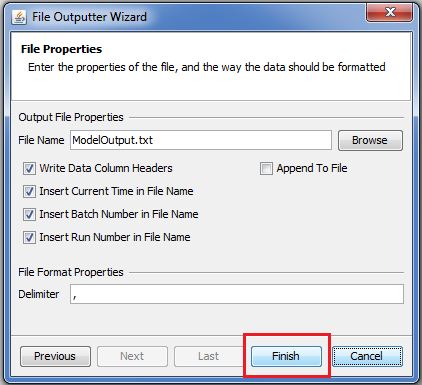 File Outputter Wizard
File Properties
Enter the properties of the file, and the way the data should be formatted
Output File Properties
File Name ModelOutput.txt Browse
Write Data Column Headers Append To File
Insert Current Time in File Name
Insert Batch Number in File Name
Insert Run Number in File Name
File Format Properties
Delimiter ,
Previous Next Last Finish Cancel